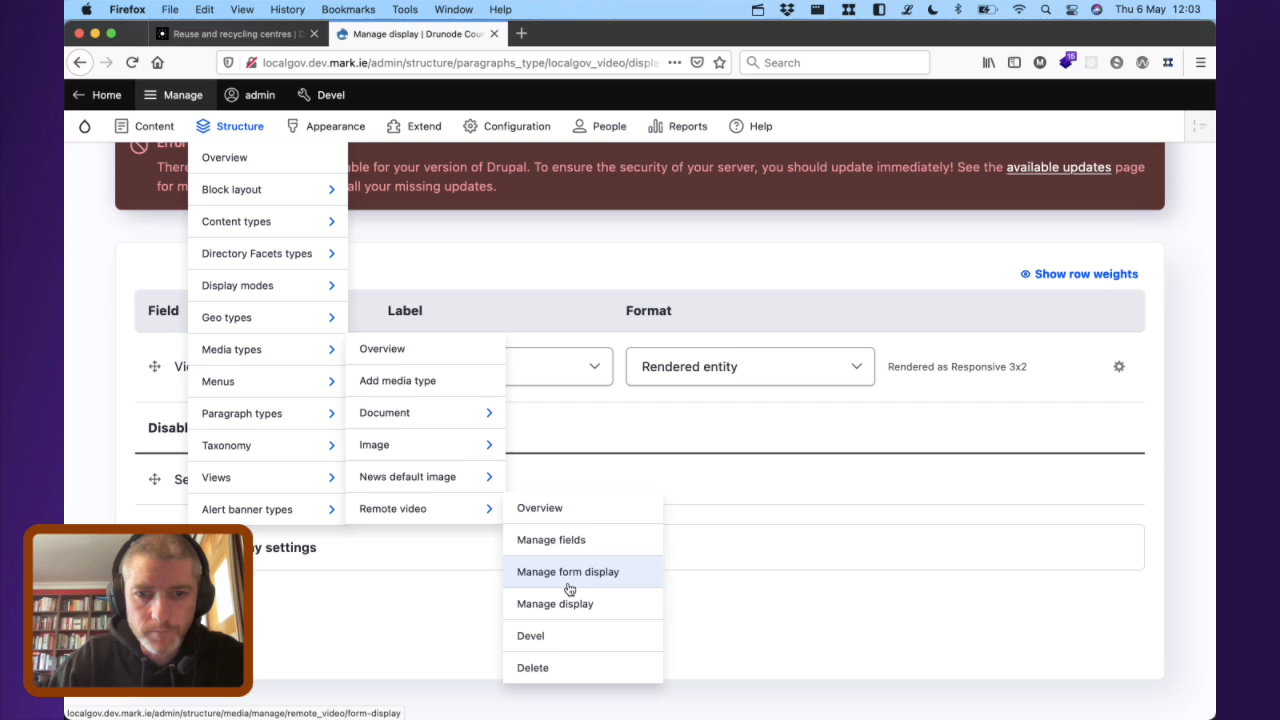 Firefox File Edit View History Bookmarks Tools Window Help Thu 6 May 12:03
Reuse and recycling centres | D Manage display | Drunode Cou
localgov.dev.mark.ie/admin/structure/paragraphs_type/localgov_video/displa Search 15
Home Manage admin Devel
Content Structure Appearance Extend Configuration People Reports Help
Error
There able for your version of Drupal. To ensure the security of your server, you should update immediately! See the available updates page
for m all your missing updates.
Show row weights
Field Label Format
Vi Rendered entity Rendered as Responsive 3x2
Disabl
Se
y settings
Overview
Block layout
Content types
Directory Facets types
Display modes
Geo types
Media types
Menus
Paragraph types
Taxonomy
Views
Alert banner types
Overview
Add media type
Document
Image
News default image
Remote video
Overview
Manage fields
Manage form display
Manage display
Devel
Delete
localgov.dev.mark.ie/admin/structure/media/manage/remote_video/form-display